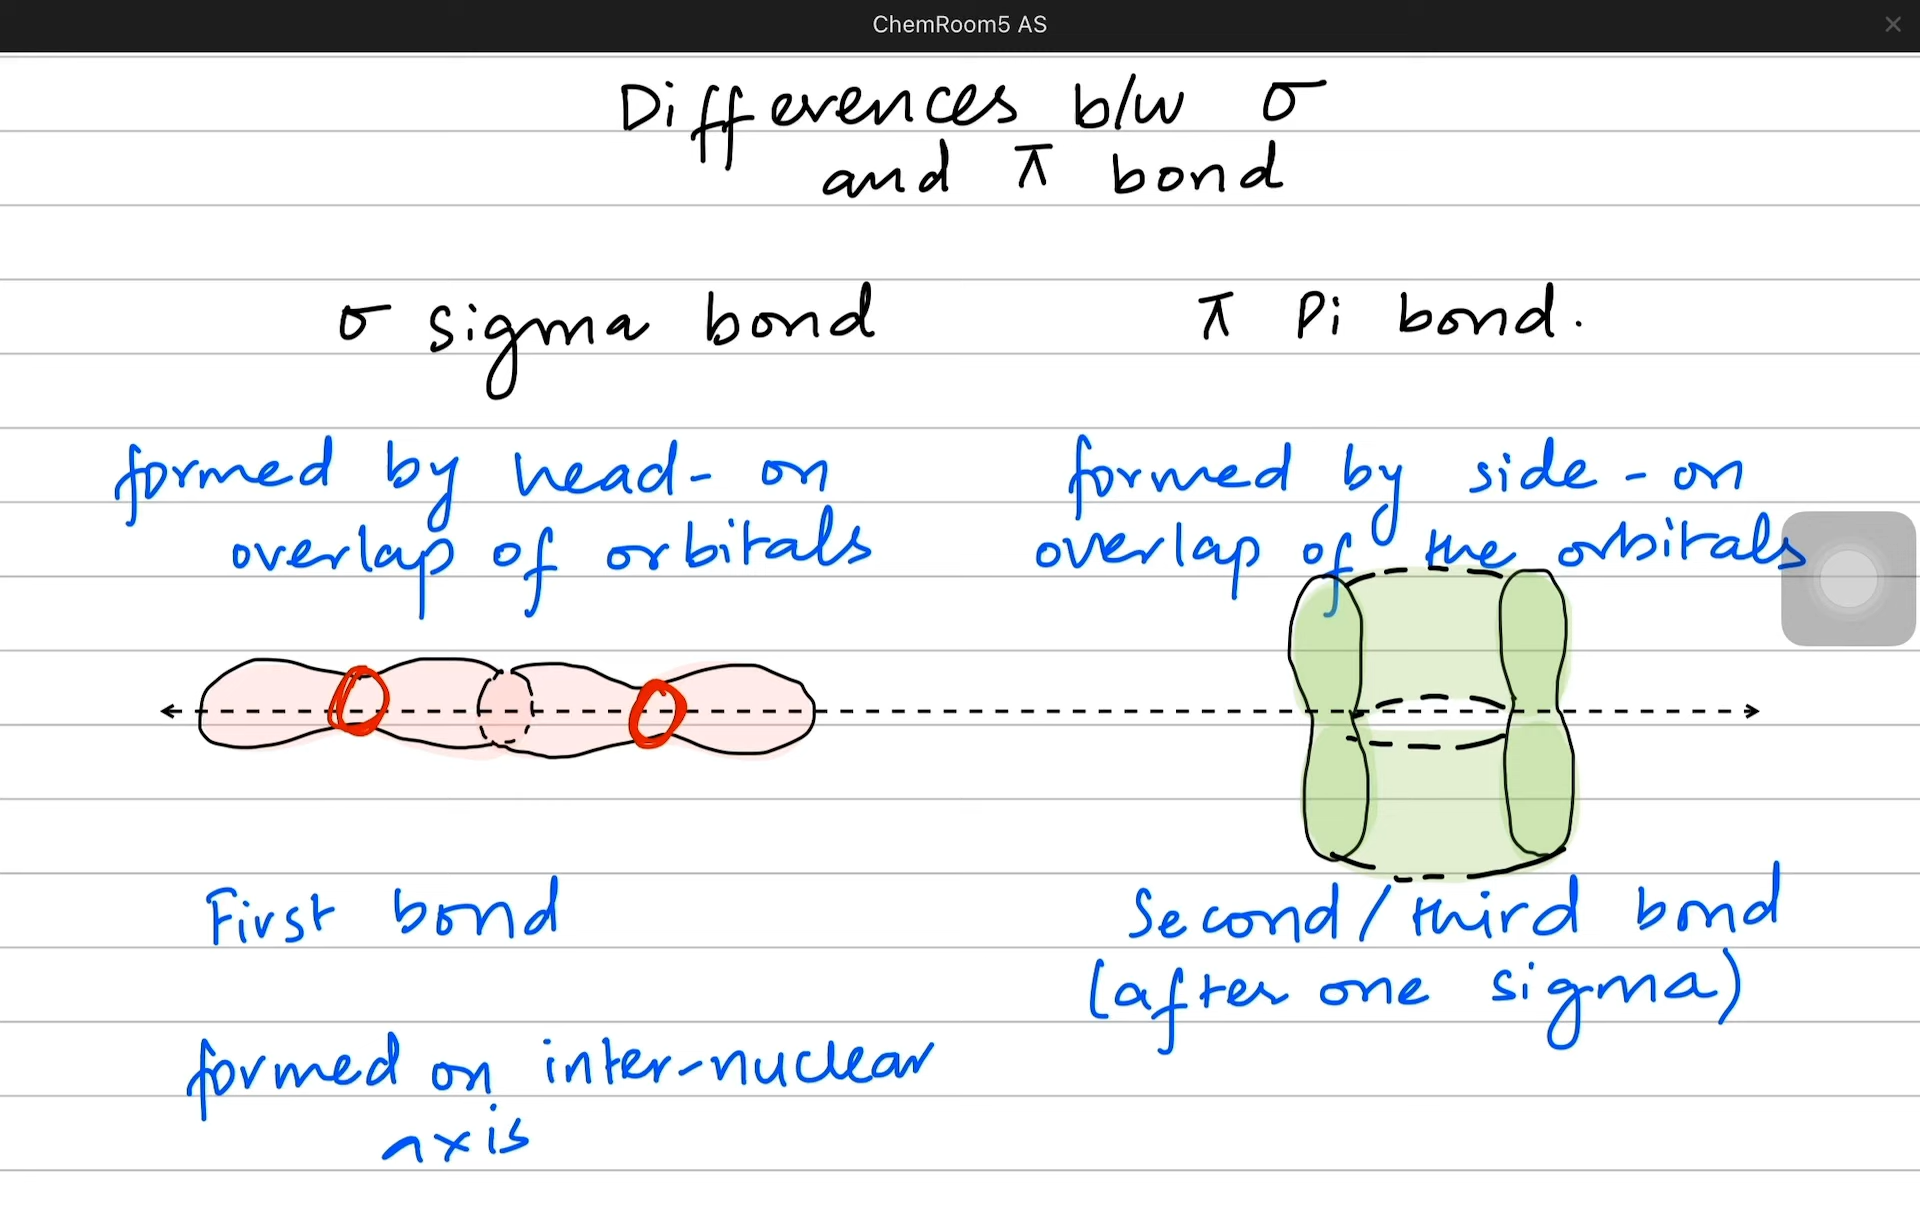 ChemRoom5 AS
Differences b/w σ
and π bond
σ sigma bond
π Pi bond.
formed by head-on
overlap of orbitals
formed by side-on
overlap of the orbitals
First bond
Second/third bond
(after one sigma)
formed on inter-nuclear
axis